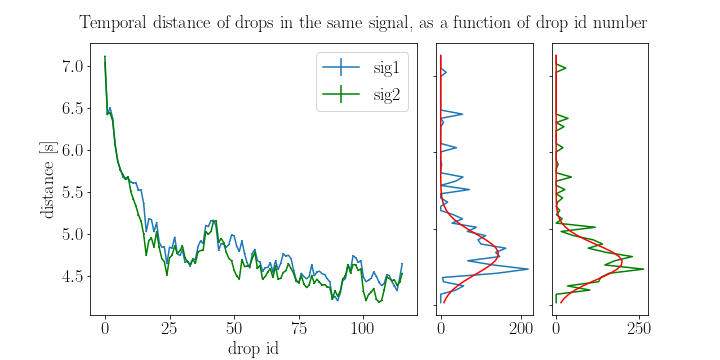 Temporal distance of drops in the same signal, as a function of drop id number
7.0
6.5
6.0
5.5
5.0
4.5
distance [s]
sig1
sig2
0 25 50 75 100
0 200
0 250
drop id